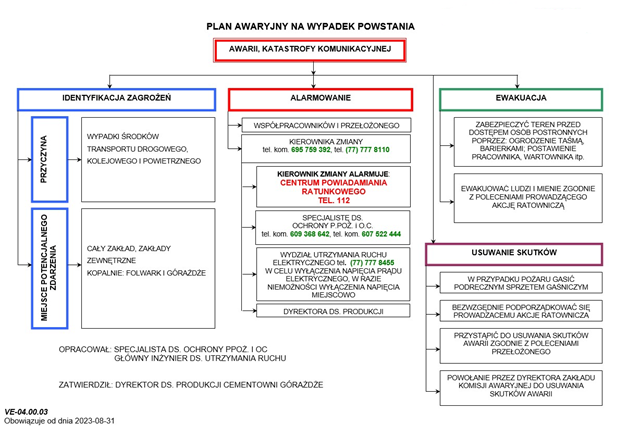 PLAN AWARYJNY NA WYPADEK POWSTANIA
AWARII, KATASTROFY KOMUNIKACYJNEJ
IDENTYFIKACJA ZAGROŻEŃ
PRZYCZYNA
WYPADKI ŚRODKÓW
TRANSPORTU DROGOWEGO,
KOLEJOWEGO I POWIETRZNEGO
MIEJSCE POTENCJALNEGO
ZDARZENIA
CAŁY ZAKŁAD, ZAKŁADY
ZEWNĘTRZNE
KOPALNIE: FOLWARK I GÓRAŻDŻE
ALARMOWANIE
WSPÓŁPRACOWNIKÓW I PRZEŁOŻONEGO
KIEROWNIKA ZMIANY
tel. kom. 695 759 392, tel. (77) 777 8110
KIEROWNIK ZMIANY ALARMUJE:
CENTRUM POWIADAMIANIA
RATUNKOWEGO
TEL. 112
SPECJALISTĘ DS.
OCHRONY P.POŻ. I O.C.
tel. kom. 609 368 642, tel. kom. 607 522 444
WYDZIAŁ UTRZYMANIA RUCHU
ELEKTRYCZNEGO tel. (77) 777 8455
W CELU WYŁĄCZENIA NAPIĘCIA PRĄDU
ELEKTRYCZNEGO, W RAZIE
NIEMOŻNOŚCI WYŁĄCZENIA NAPIĘCIA
MIEJSCOWO
DYREKTORA DS. PRODUKCJI
EWAKUACJA
ZABEZPIECZYĆ TEREN PRZED
DOSTĘPEM OSÓB POSTRONNYCH
POPRZEZ: OGRODZENIE TAŚMĄ,
BARIERKAMI; POSTAWIENIE
PRACOWNIKA, WARTOWNIKA itp.
EWAKUOWAĆ LUDZI I MIENIE ZGODNIE
Z POLECENIAMI PROWADZĄCEGO
AKCJĘ RATOWNICZĄ
USUWANIE SKUTKÓW
W PRZYPADKU POŻARU GASIĆ
PODRĘCZNYM SPRZĘTEM GAŚNICZYM
BEZWZGLĘDNIE PODPORZĄDKOWAĆ SIĘ
PROWADZĄCEMU AKCJE RATOWNICZĄ
PRZYSTĄPIĆ DO USUWANIA SKUTKÓW
AWARII ZGODNIE Z POLECENIAMI
PRZEŁOŻONEGO
POWOŁANIE PRZEZ DYREKTORA ZAKŁADU
KOMISJI AWARYJNEJ DO USUWANIA
SKUTKÓW AWARII
OPRACOWAŁ: SPECJALISTA DS. OCHRONY PPOŻ. I OC
GŁÓWNY INŻYNIER DS. UTRZYMANIA RUCHU
ZATWIERDZIŁ: DYREKTOR DS. PRODUKCJI CEMENTOWNI GÓRAŻDŻE
VE-04.00.03
Obowiązuje od dnia 2023-08-31